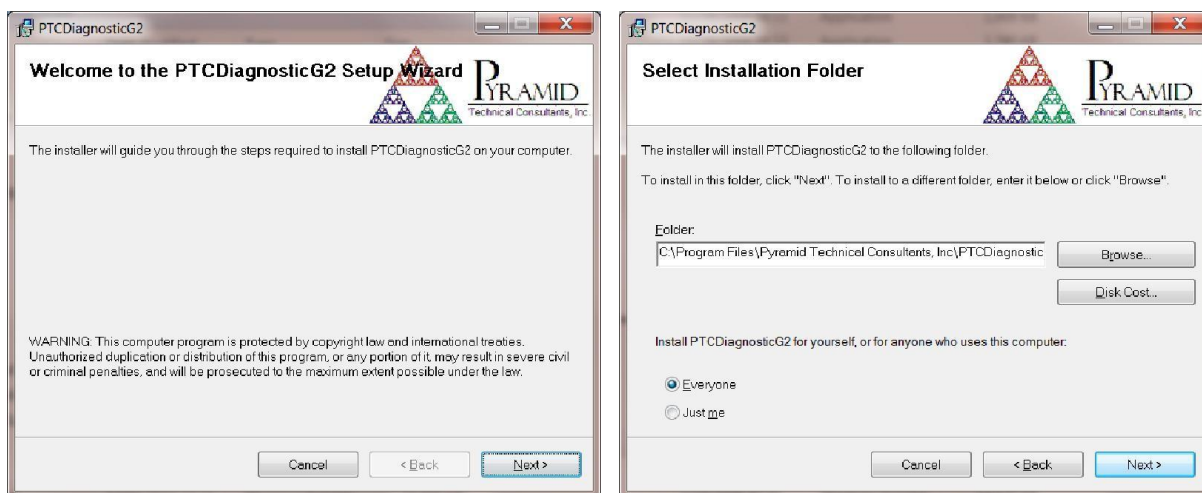 PTCDiagnosticG2
Welcome to the PTCDiagnosticG2 Setup Wizard
PYRAMID
Technical Consultants, Inc.
The installer will guide you through the steps required to install PTCDiagnosticG2 on your computer.
WARNING: This computer program is protected by copyright law and international treaties.
Unauthorized duplication or distribution of this program, or any portion of it, may result in severe civil
or criminal penalties, and will be prosecuted to the maximum extent possible under the law.
Cancel
< Back
Next >
PTCDiagnosticG2
Select Installation Folder
PYRAMID
Technical Consultants, Inc
The installer will install PTCDiagnosticG2 to the following folder.
To install in this folder, click "Next". To install to a different folder, enter it below or click "Browse".
Folder:
C:\Program Files\Pyramid Technical Consultants, Inc\PTCDiagnostic
Browse...
Disk Cost...
Install PTCDiagnosticG2 for yourself, or for anyone who uses this computer:
Everyone
Just me
Cancel
< Back
Next >